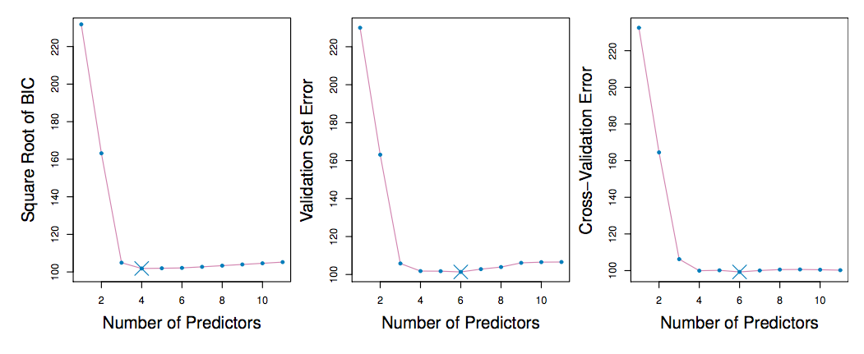 Square Root of BIC
100 120 140 160 180 200 220
2 4 6 8 10
Number of Predictors
Validation Set Error
100 120 140 160 180 200 220
2 4 6 8 10
Number of Predictors
Cross−Validation Error
100 120 140 160 180 200 220
2 4 6 8 10
Number of Predictors